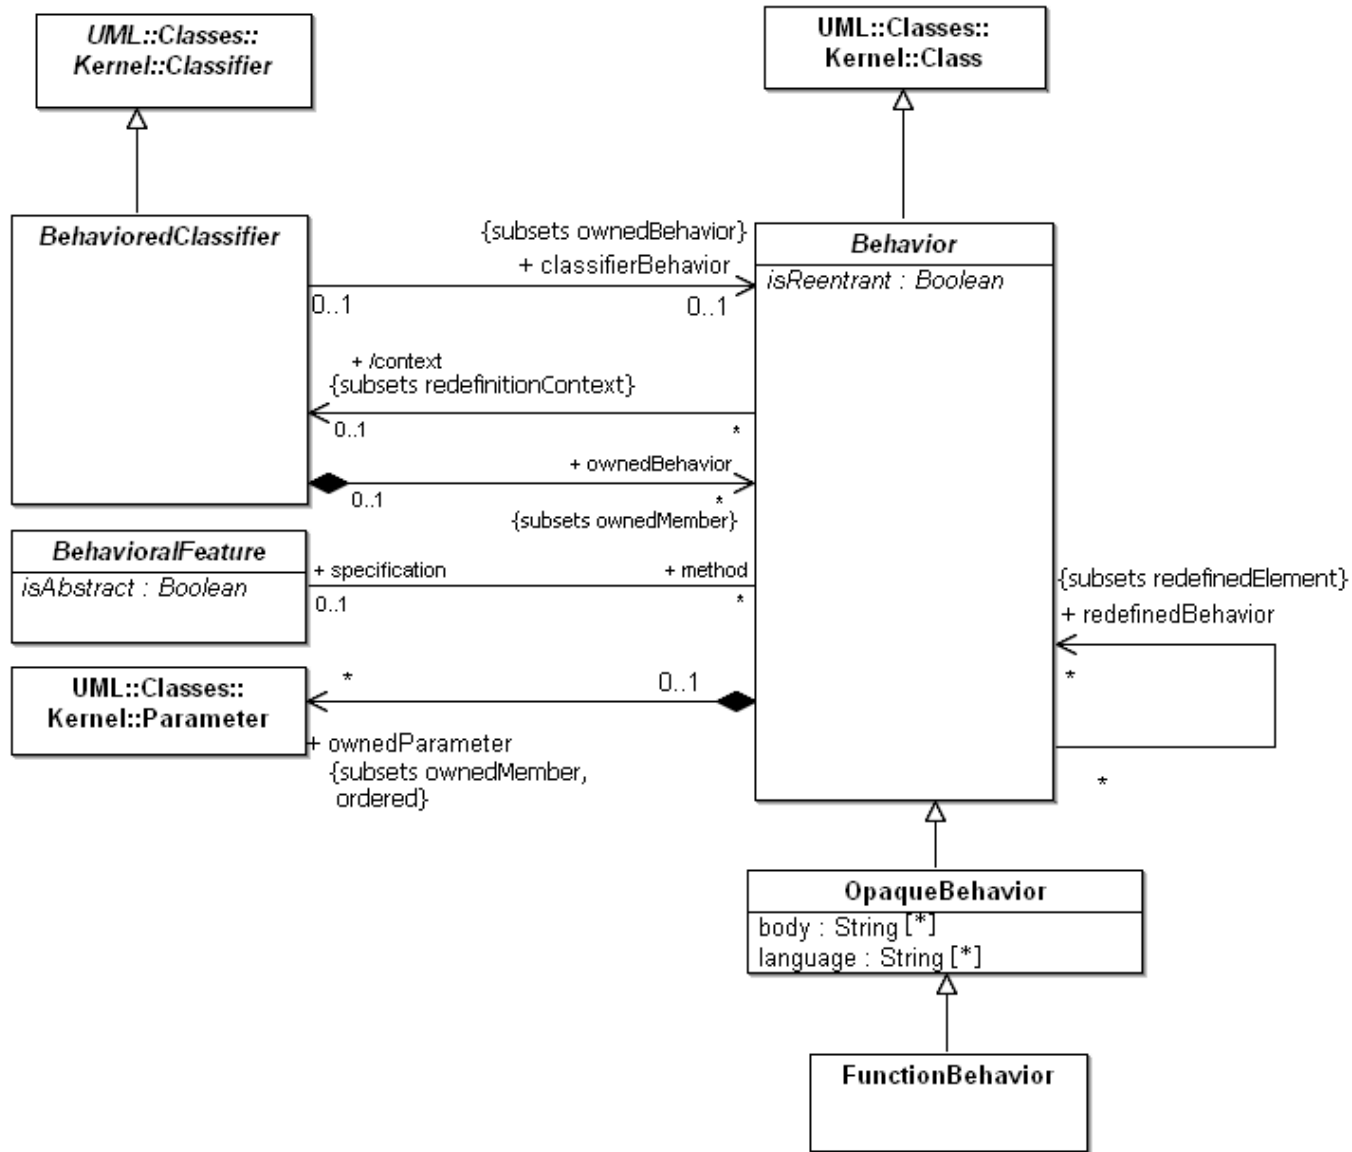 UML::Classes::
Kernel::Classifier
UML::Classes::
Kernel::Class
BehavioredClassifier
{subsets ownedBehavior}
+ classifierBehavior
0..1
0..1
Behavior
isReentrant : Boolean
+ /context
{subsets redefinitionContext}
0..1
*
+ ownedBehavior
0..1
*
{subsets ownedMember}
BehavioralFeature
isAbstract : Boolean
+ specification
+ method
0..1
*
{subsets redefinedElement}
+ redefinedBehavior
*
*
UML::Classes::
Kernel::Parameter
*
0..1
+ ownedParameter
{subsets ownedMember,
ordered}
OpaqueBehavior
body : String [*]
language : String [*]
FunctionBehavior